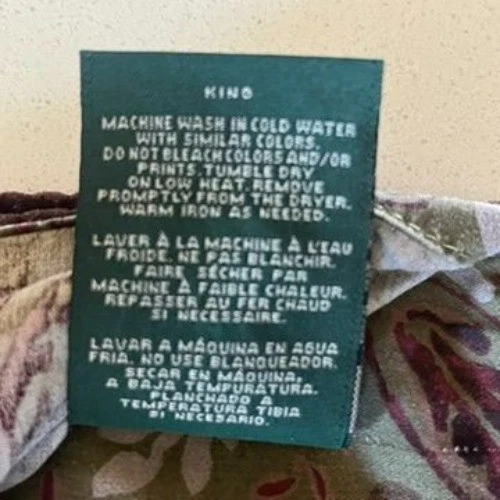 KING
MACHINE WASH IN COLD WATER
WITH SIMILAR COLORS.
DO NOT BLEACH COLORS AND/OR
PRINTS. TUMBLE DRY
ON LOW HEAT. REMOVE
PROMPTLY FROM THE DRYER.
WARM IRON AS NEEDED.
LAVER À LA MACHINE À L'EAU
FROIDE. NE PAS BLANCHIR.
FAIRE SÉCHER PAR
MACHINE À FAIBLE CHALEUR.
REPASSER AU FER CHAUD
SI NECESSAIRE.
LAVAR A MÁQUINA EN AGUA
FRIA. NO USE BLANQUEADOR.
SECAR EN MÁQUINA,
A BAJA TEMPURATURA.
PLANCHADO A
TEMPERATURA TIBIA
SI NECESARIO.